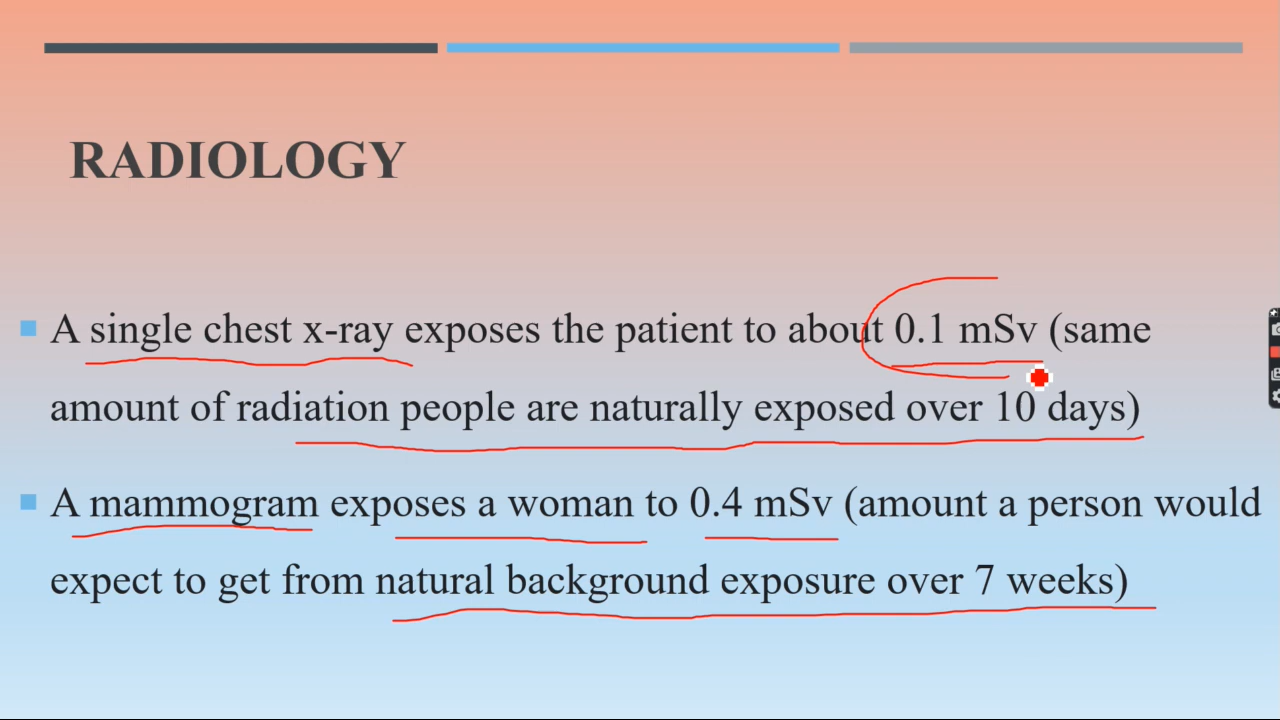 RADIOLOGY
A single chest x-ray exposes the patient to about 0.1 mSv (same
amount of radiation people are naturally exposed over 10 days)
A mammogram exposes a woman to 0.4 mSv (amount a person would
expect to get from natural background exposure over 7 weeks)